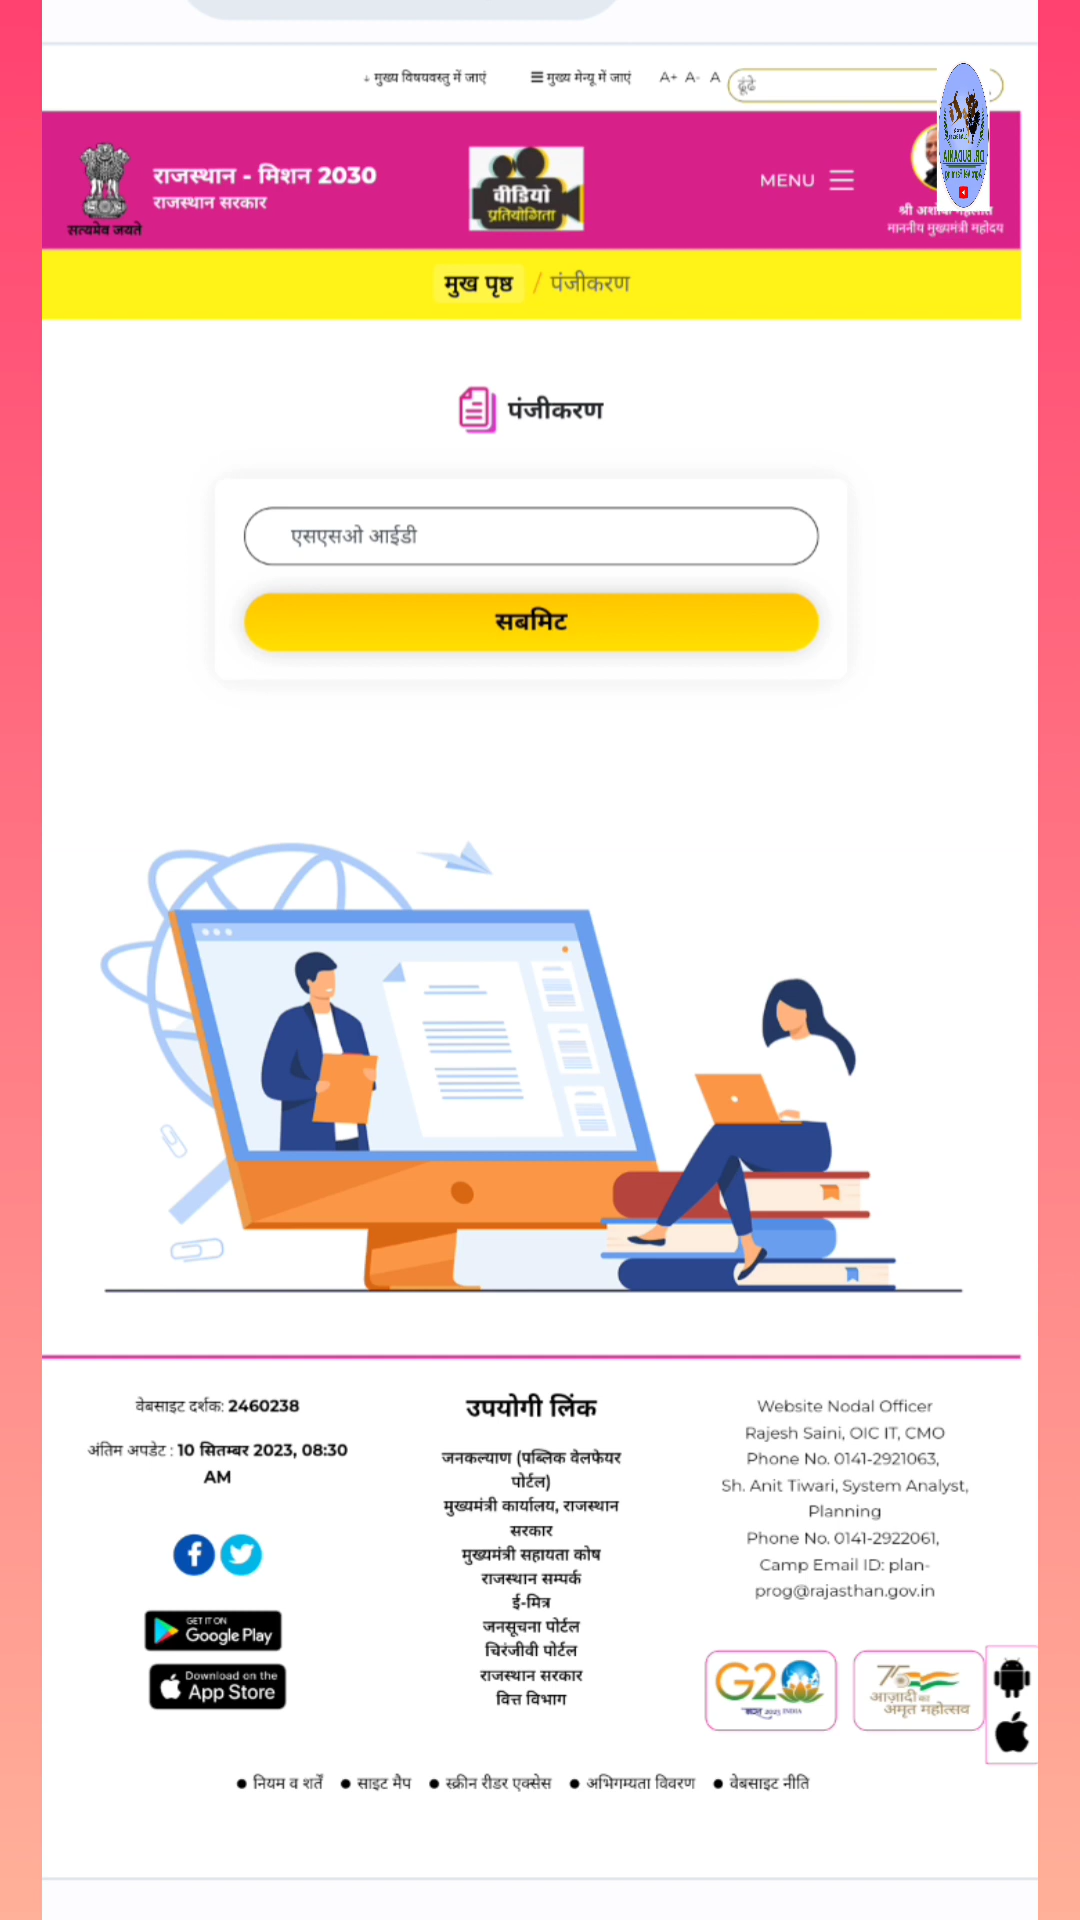 ↓ मुख्य विषयवस्तु में जाएं
मुख्य मेन्यू में जाएं
A+ A- A
ढूंढे
राजस्थान - मिशन 2030
राजस्थान सरकार
सत्यमेव जयते
वीडियो
प्रतियोगिता
MENU
श्री
माननीय मुख्यमंत्री महोदय
मुख पृष्ठ / पंजीकरण
पंजीकरण
एसएसओ आईडी
सबमिट
वेबसाइट दर्शक: 2460238
अंतिम अपडेट : 10 सितम्बर 2023, 08:30
AM
GET IT ON
Google Play
Download on the
App Store
उपयोगी लिंक
जनकल्याण (पब्लिक वेलफेयर
पोर्टल)
मुख्यमंत्री कार्यालय, राजस्थान
सरकार
मुख्यमंत्री सहायता कोष
राजस्थान सम्पर्क
ई-मित्र
जनसूचना पोर्टल
चिरंजीवी पोर्टल
राजस्थान सरकार
वित्त विभाग
Website Nodal Officer
Rajesh Saini, OIC IT, CMO
Phone No. 0141-2921063,
Sh. Anit Tiwari, System Analyst,
Planning
Phone No. 0141-2922061,
Camp Email ID: plan-
prog@rajasthan.gov.in
G20
भारत 2023 INDIA
75
आज़ादी का
अमृत महोत्सव
● नियम व शर्तें ● साइट मैप ● स्क्रीन रीडर एक्सेस ● अभिगम्यता विवरण ● वेबसाइट नीति